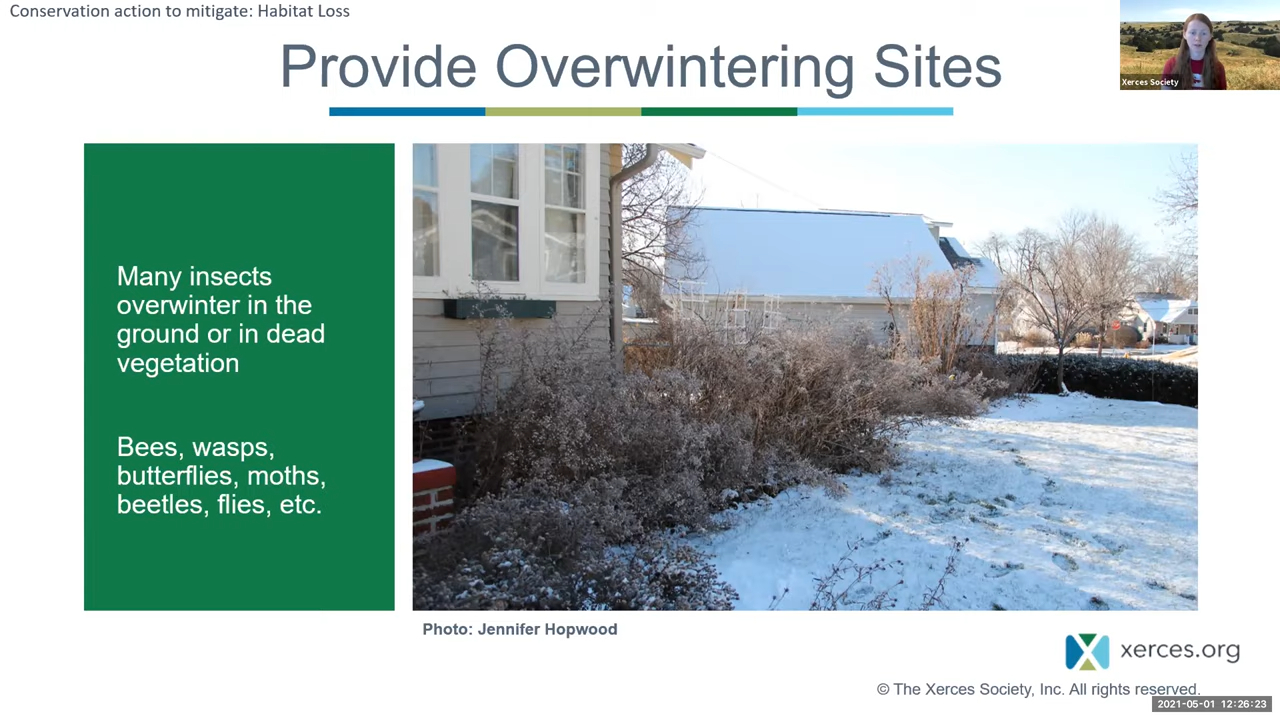 Conservation action to mitigate: Habitat Loss
Provide Overwintering Sites
Xerces Society
Many insects
overwinter in the
ground or in dead
vegetation
Bees, wasps,
butterflies, moths,
beetles, flies, etc.
Photo: Jennifer Hopwood
xerces.org
© The Xerces Society, Inc. All rights reserved.
2021-05-01 12:26:23